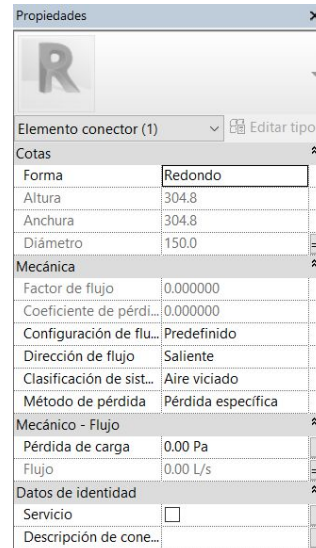 Propiedades
R
Elemento conector (1) Editar tipo
Cotas
Forma Redondo
Altura 304.8
Anchura 304.8
Diámetro 150.0 =
Mecánica
Factor de flujo 0.000000
Coeficiente de pérdi... 0.000000
Configuración de flu... Predefinido
Dirección de flujo Saliente
Clasificación de sist... Aire viciado
Método de pérdida Pérdida específica
Mecánico - Flujo
Pérdida de carga 0.00 Pa
Flujo 0.00 L/s =
Datos de identidad
Servicio
Descripción de cone...